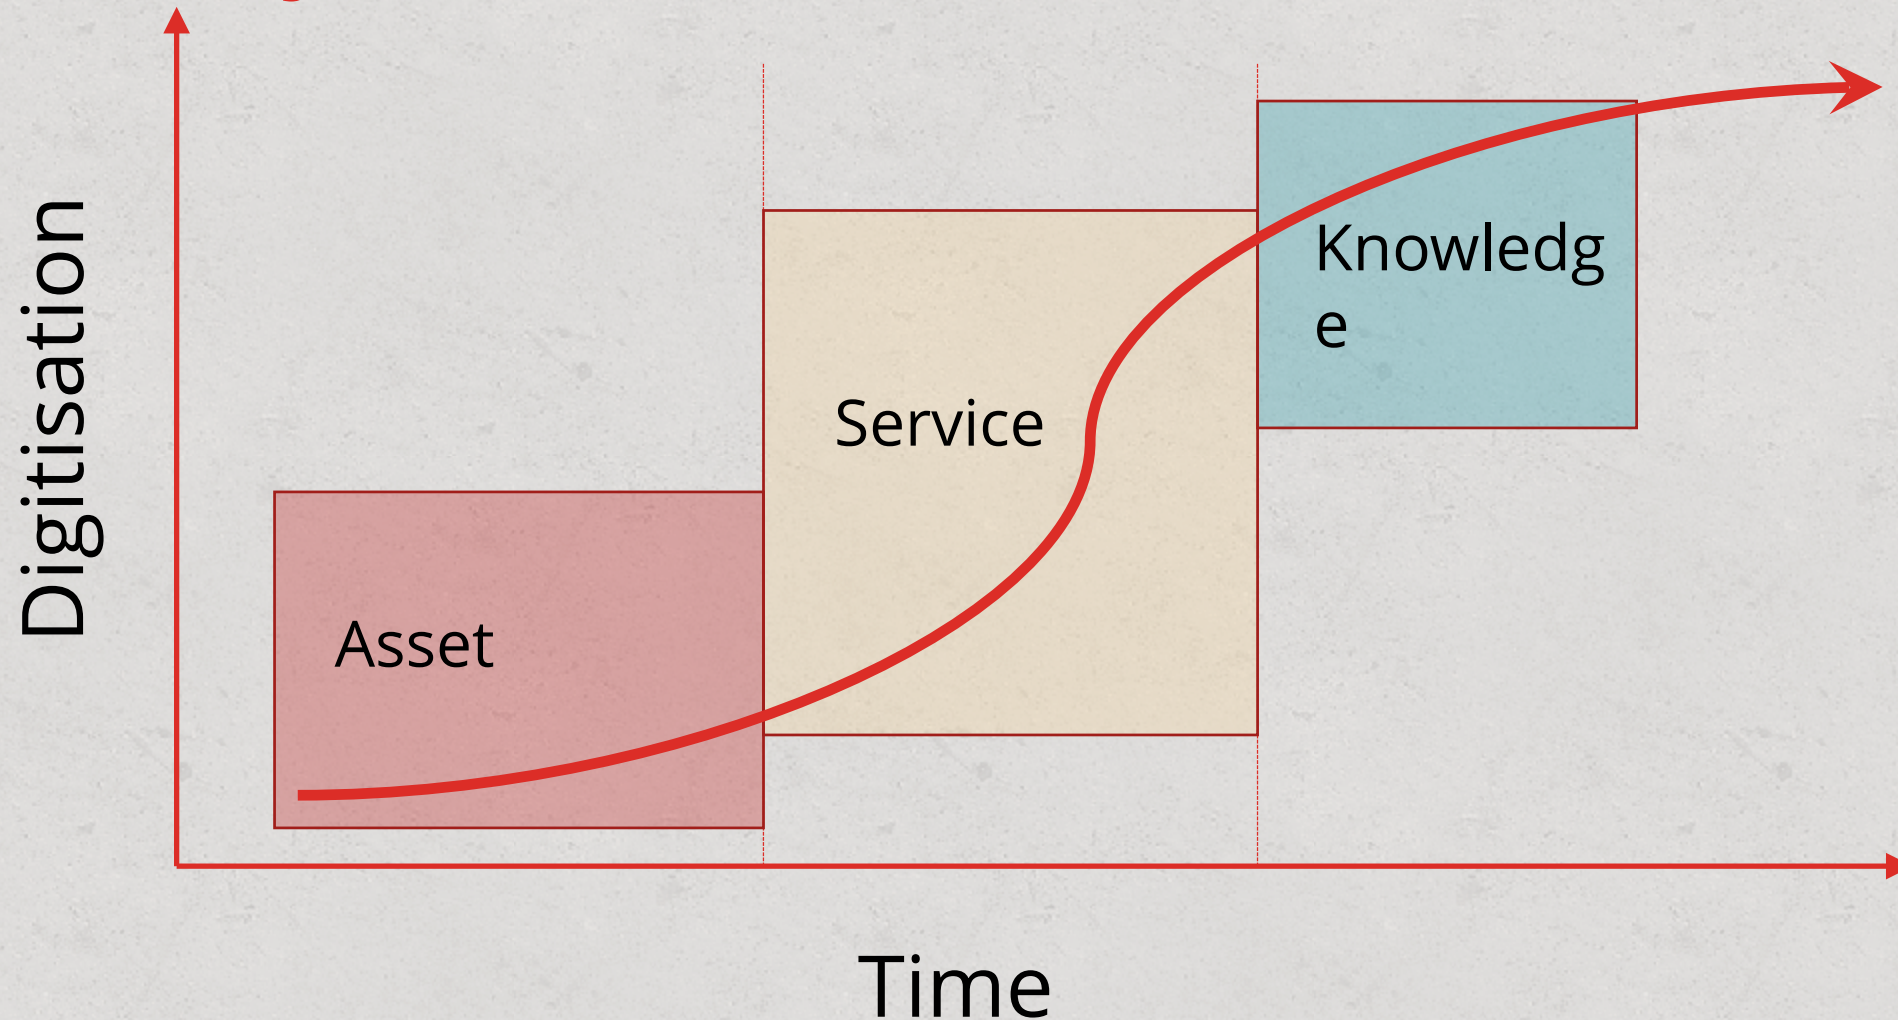 Digitisation
Asset
Service
Knowledg
e
Time